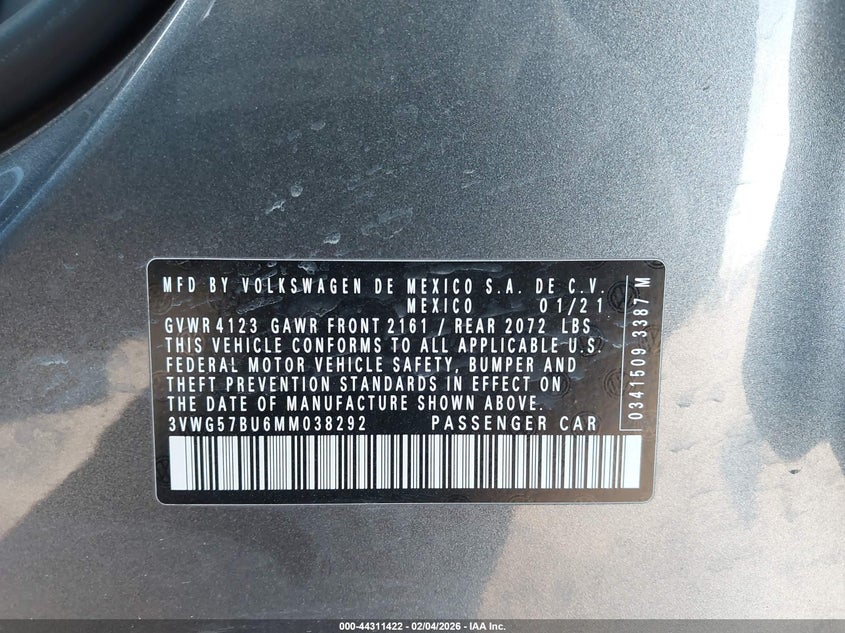 MFD BY VOLKSWAGEN DE MEXICO S.A. DE C.V.
MEXICO 01/21
GVWR 4123 GAWR FRONT 2161 / REAR 2072 LBS
THIS VEHICLE CONFORMS TO ALL APPLICABLE U.S.
FEDERAL MOTOR VEHICLE SAFETY, BUMPER AND
THEFT PREVENTION STANDARDS IN EFFECT ON
THE DATE OF MANUFACTURE SHOWN ABOVE.
3VWG57BU6MM038292 PASSENGER CAR
03415093387 M
000-44311422 - 02/04/2026 - IAA Inc.